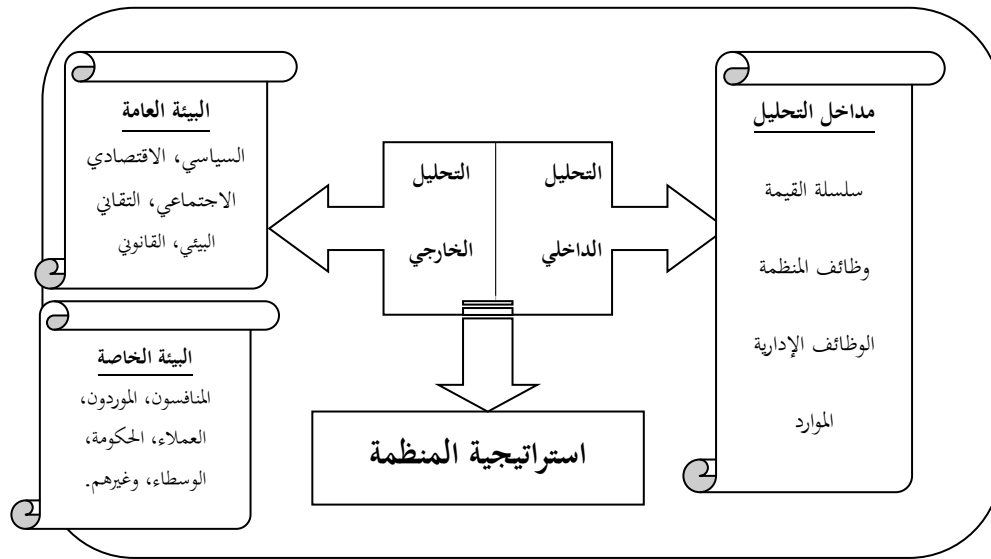 مداخل التحليل
سلسلة القيمة
وظائف المنظمة
الوظائف الإدارية
الموارد
التحليل
الداخلي
التحليل
الخارجي
البيئة العامة
السياسي، الاقتصادي
الاجتماعي، التقاني
البيئي، القانوني
البيئة الخاصة
المنافسون، الموردون،
العملاء، الحكومة،
الوسطاء، وغيرهم.
استراتيجية المنظمة